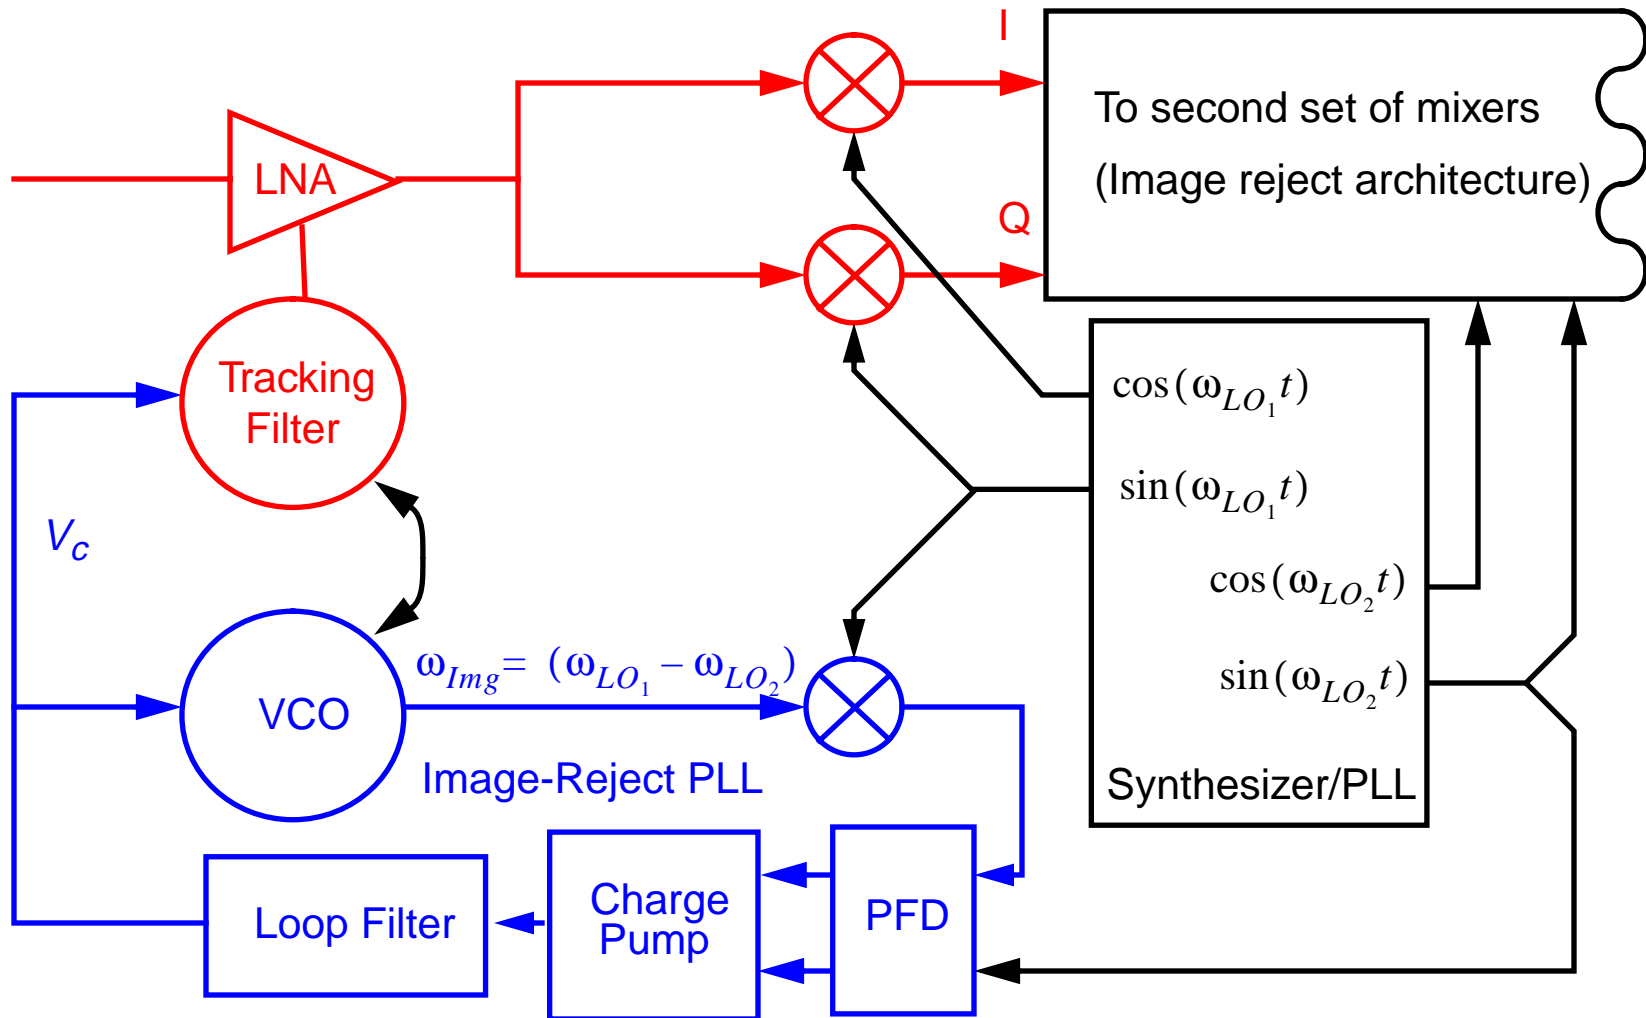 I
To second set of mixers
(Image reject architecture)
LNA
Q
Tracking
Filter
cos(ω_{LO_1}t)
sin(ω_{LO_1}t)
V_c
cos(ω_{LO_2}t)
ω_{Img} = (ω_{LO_1} − ω_{LO_2})
sin(ω_{LO_2}t)
VCO
Image-Reject PLL
Synthesizer/PLL
Loop Filter
Charge
Pump
PFD